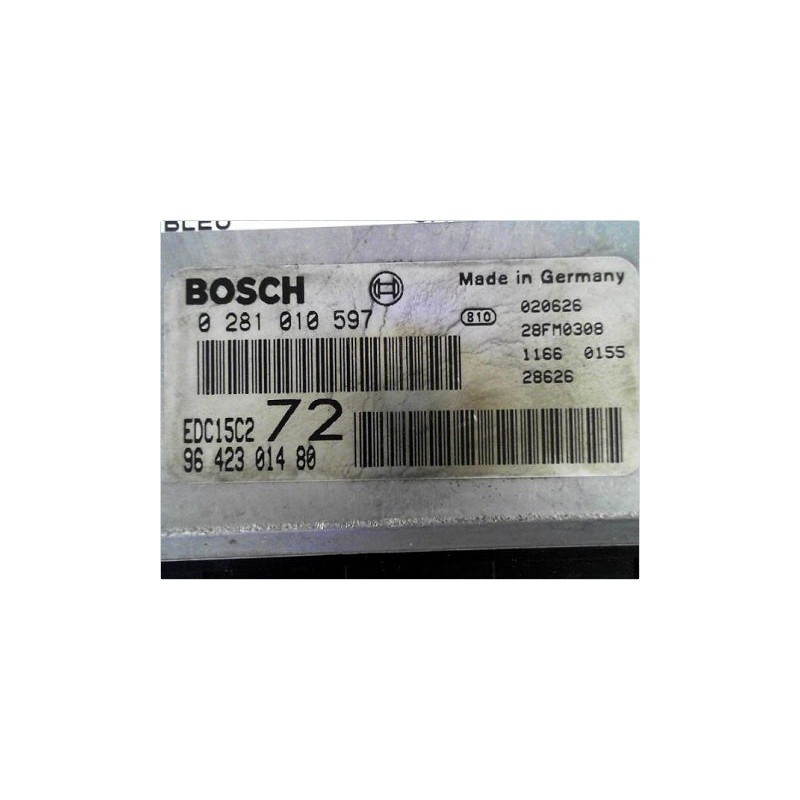 BLEU
BOSCH
Made in Germany
0 281 010 597
810
020626
28FM0308
1166 0155
28626
EDC15C2 72
96 423 014 80